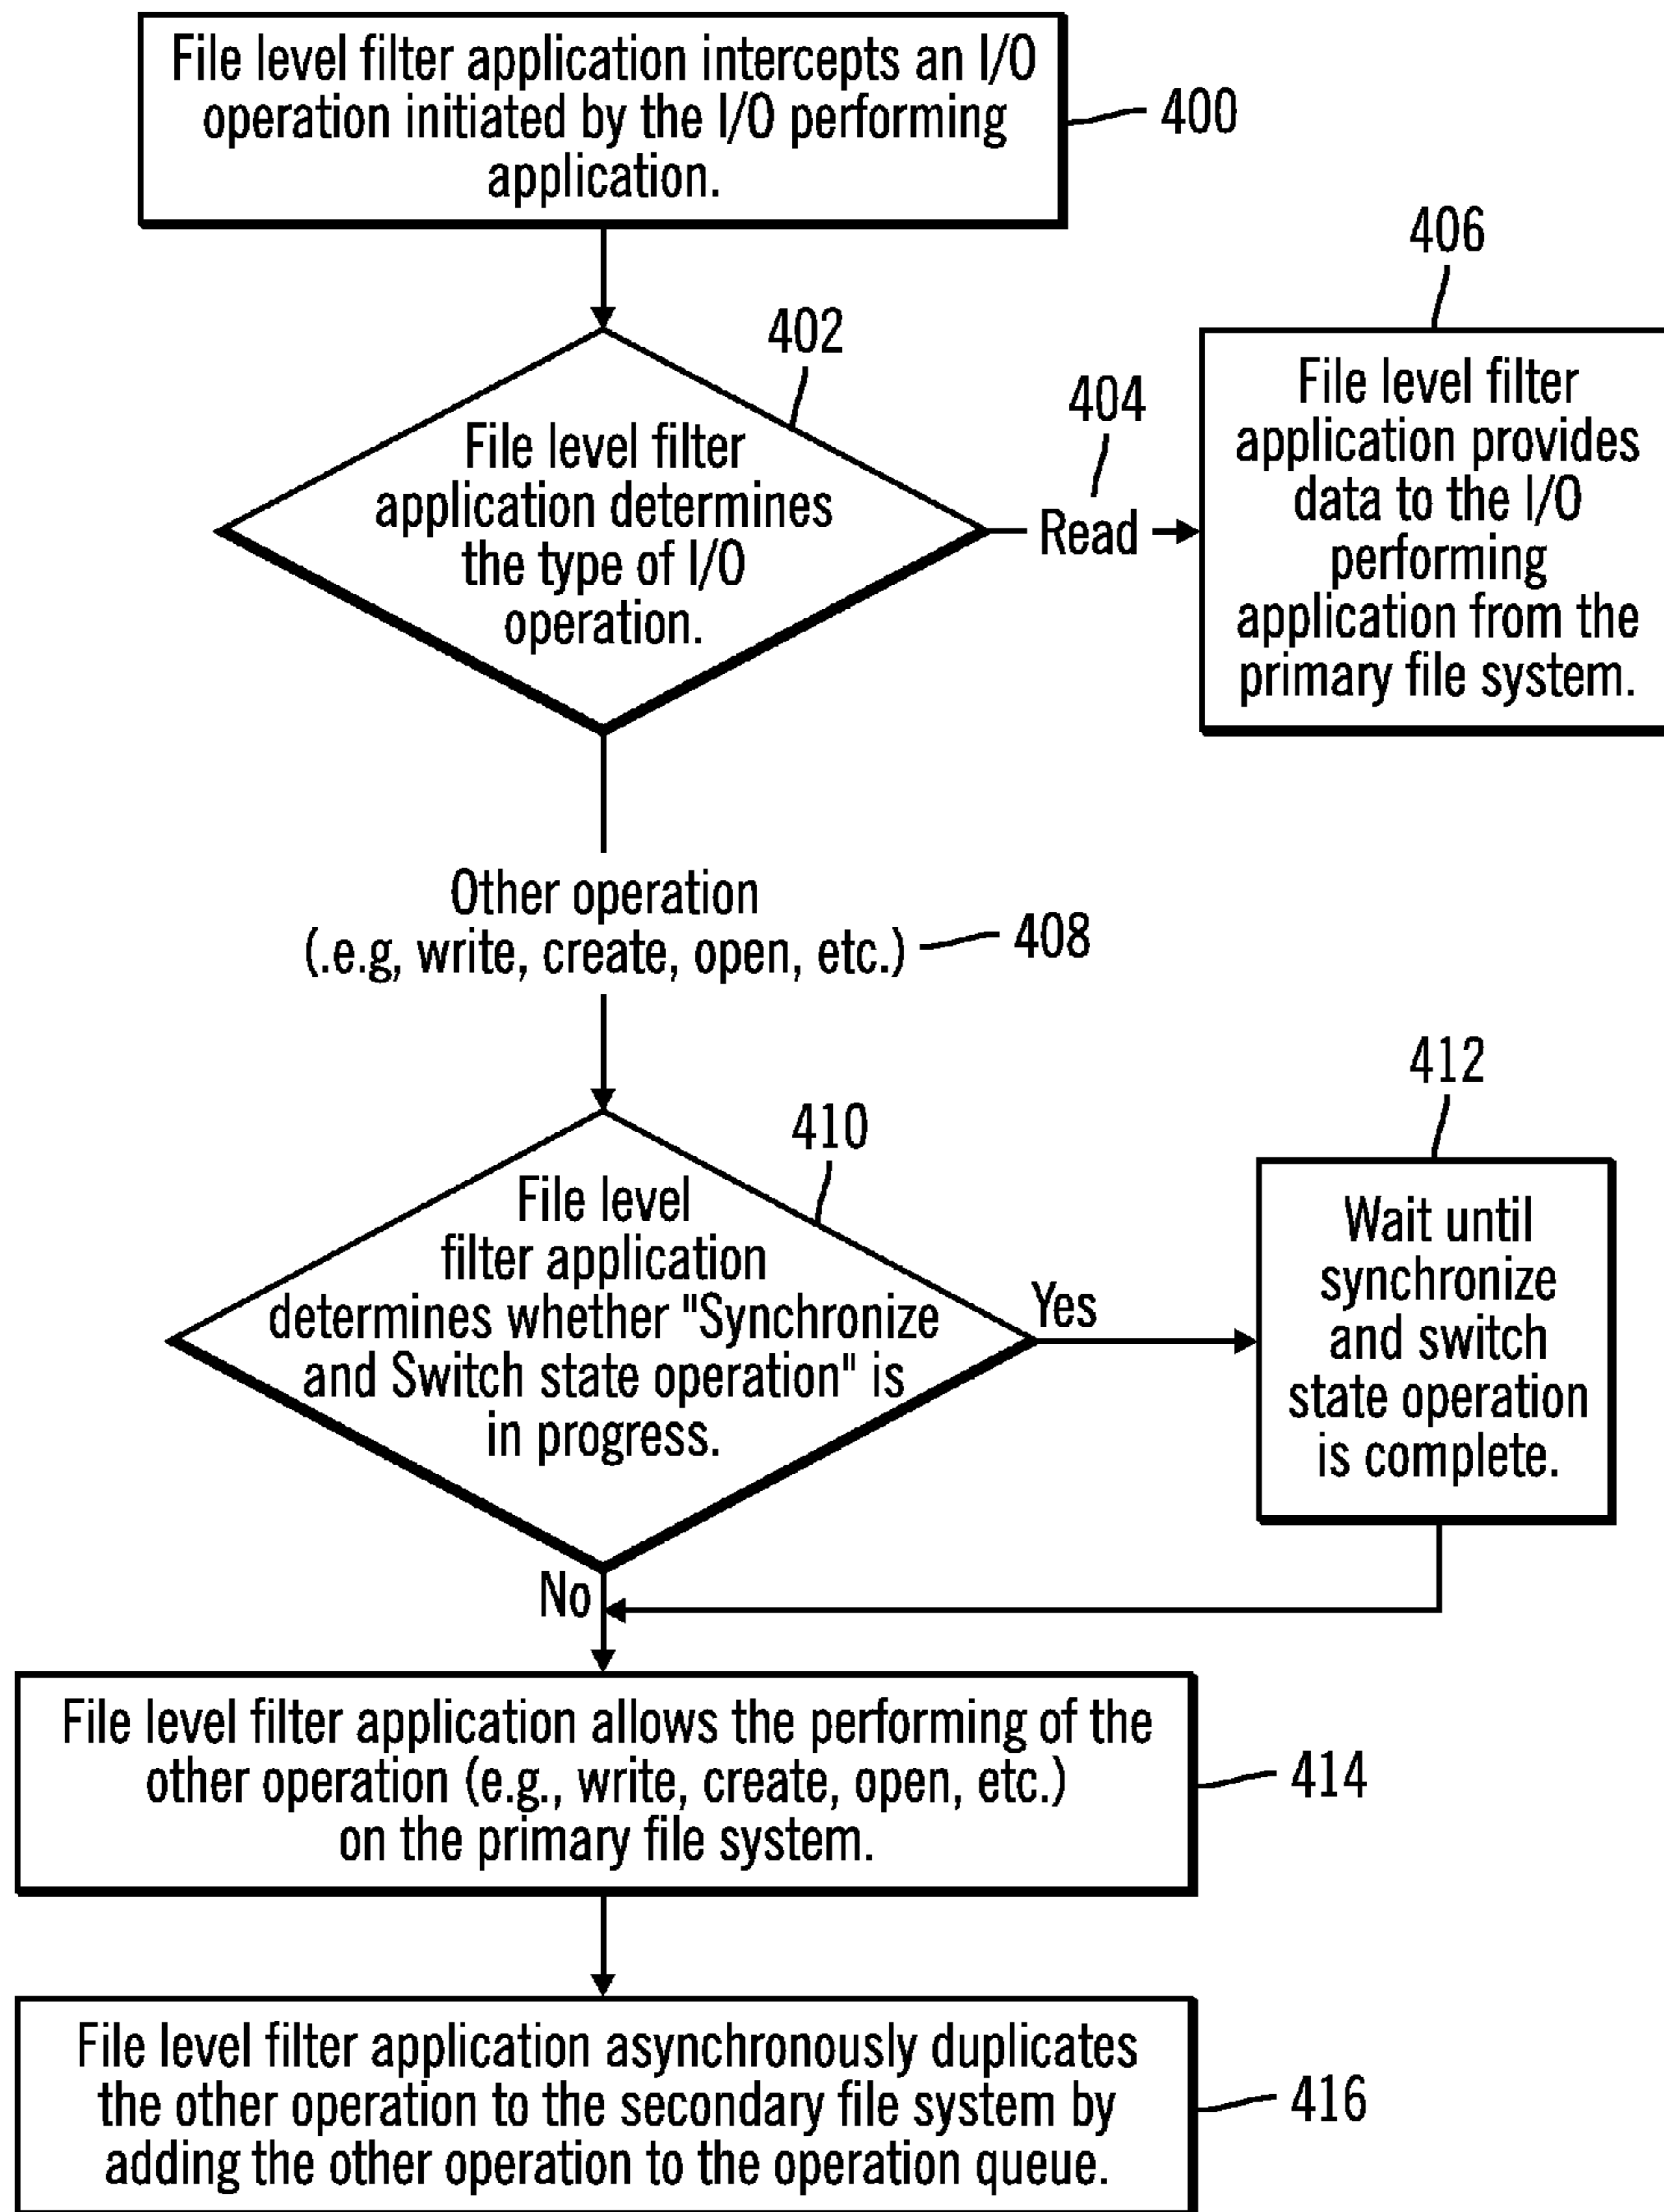 File level filter application intercepts an I/O
operation initiated by the I/O performing
application.
400
402
File level filter
application determines
the type of I/O
operation.
404
Read
406
File level filter
application provides
data to the I/O
performing
application from the
primary file system.
Other operation
(.e.g, write, create, open, etc.)
408
410
File level
filter application
determines whether "Synchronize
and Switch state operation" is
in progress.
Yes
412
Wait until
synchronize
and switch
state operation
is complete.
No
File level filter application allows the performing of the
other operation (e.g., write, create, open, etc.)
on the primary file system.
414
File level filter application asynchronously duplicates
the other operation to the secondary file system by
adding the other operation to the operation queue.
416